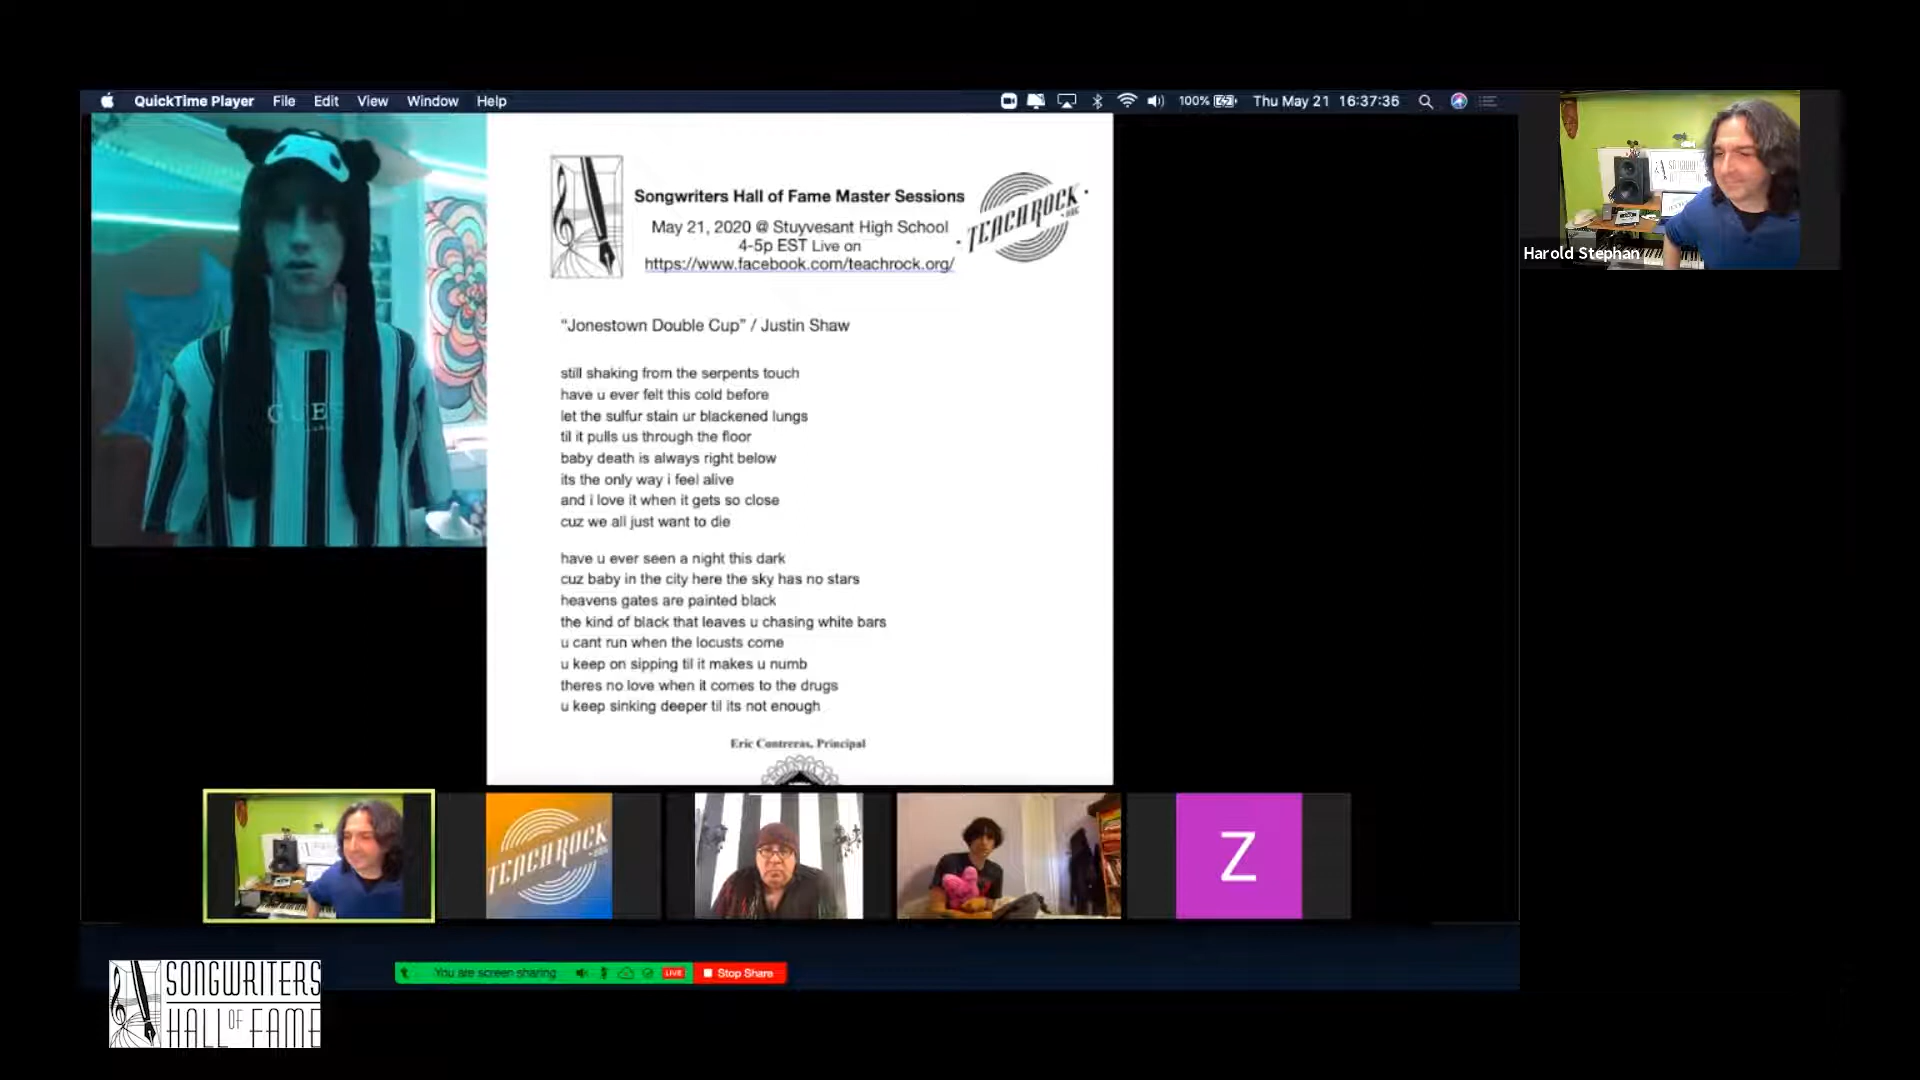 QuickTime Player File Edit View Window Help 100% Thu May 21 16:37:36
Songwriters Hall of Fame Master Sessions
May 21, 2020 @ Stuyvesant High School
4-5p EST Live on
https://www.facebook.com/teachrock.org/
TEACHROCK
.ORG
GUE
“Jonestown Double Cup” / Justin Shaw
still shaking from the serpents touch
have u ever felt this cold before
let the sulfur stain ur blackened lungs
til it pulls us through the floor
baby death is always right below
its the only way i feel alive
and i love it when it gets so close
cuz we all just want to die
have u ever seen a night this dark
cuz baby in the city here the sky has no stars
heavens gates are painted black
the kind of black that leaves u chasing white bars
u cant run when the locusts come
u keep on sipping til it makes u numb
theres no love when it comes to the drugs
u keep sinking deeper til its not enough
Eric Contreras, Principal
Harold Stephan
TEACHROCK
.ORG
Z
You are screen sharing LIVE Stop Share
SONGWRITERS
HALL OF FAME